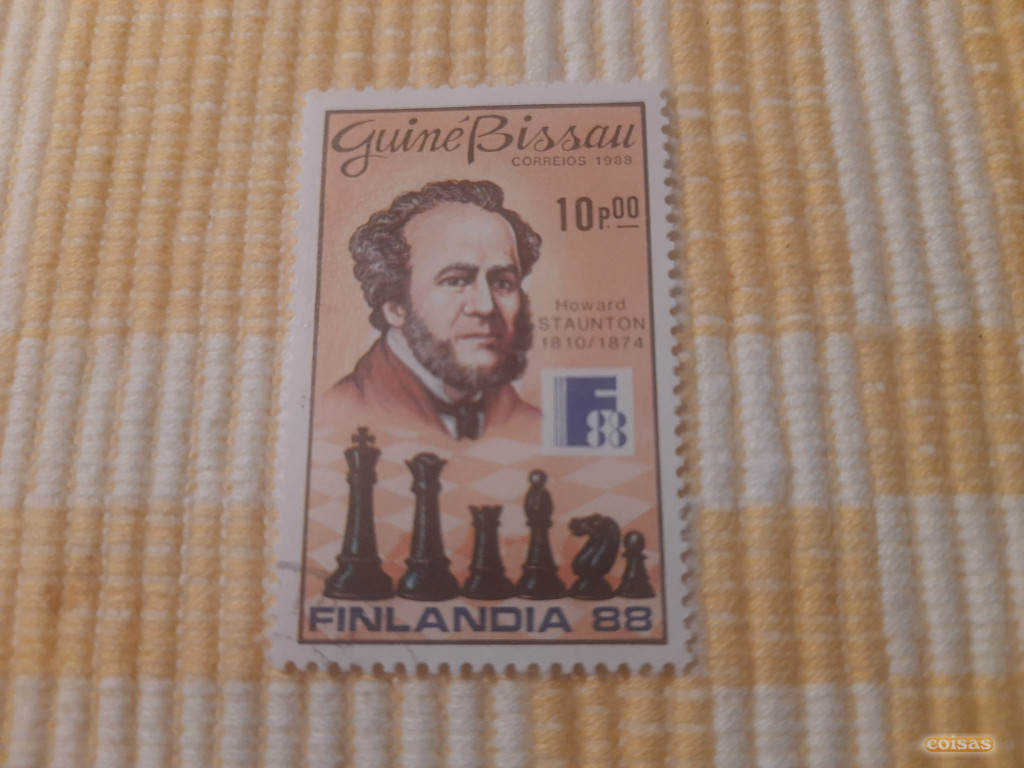 Guiné Bissau
CORREIOS 1988
10P.00
Howard
STAUNTON
1810/1874
F
88
FINLANDIA 88
coisas